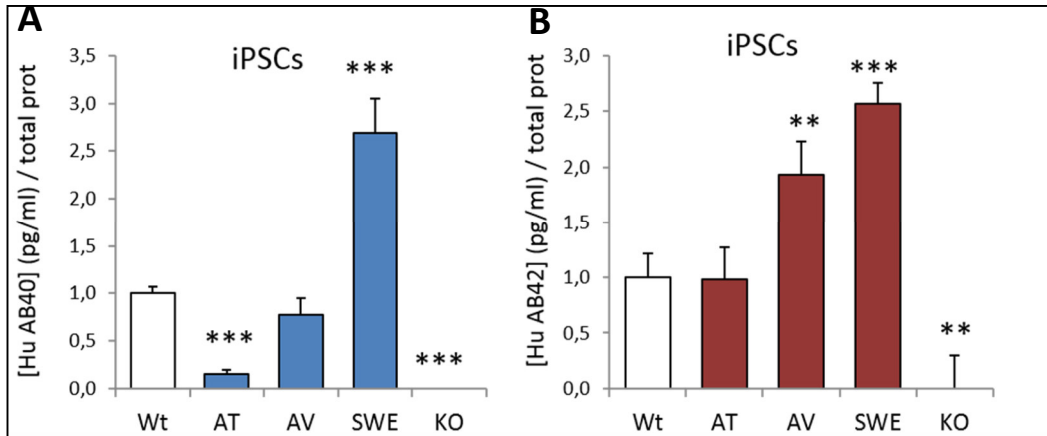 A
iPSCs
[Hu AB40] (pg/ml) / total prot
3,5
3,0
2,5
2,0
1,5
1,0
0,5
0,0
***
***
***
Wt AT AV SWE KO
B
iPSCs
[Hu AB42] (pg/ml) / total prot
3,0
2,5
2,0
1,5
1,0
0,5
0,0
**
***
**
Wt AT AV SWE KO